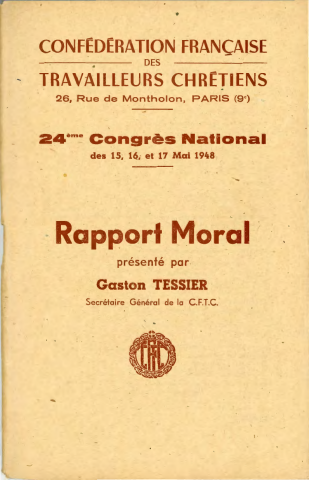 CONFÉDÉRATION FRANÇAISE
DES
TRAVAILLEURS CHRÉTIENS
26, Rue de Montholon, PARIS (9ᵉ)
24ème Congrès National
des 15, 16, et 17 Mai 1948
Rapport Moral
présenté par
Gaston TESSIER
Secrétaire Général de la C.F.T.C.
CFTC